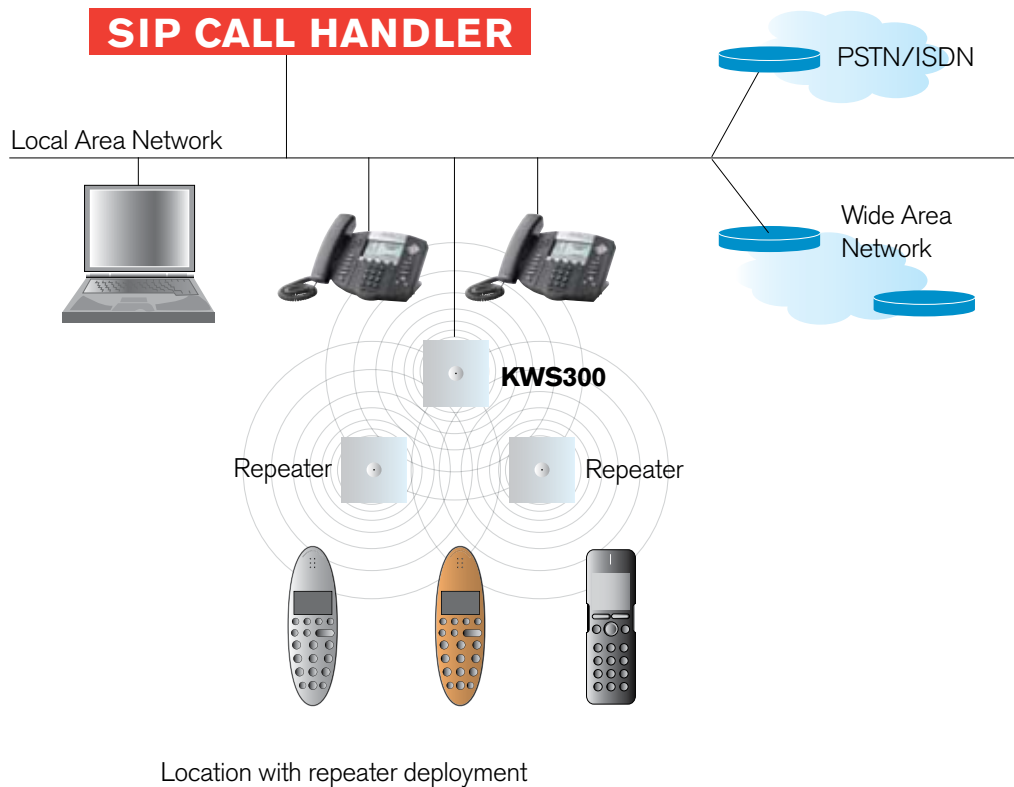 SIP CALL HANDLER
PSTN/ISDN
Local Area Network
Wide Area
Network
KWS300
Repeater
Repeater
Location with repeater deployment